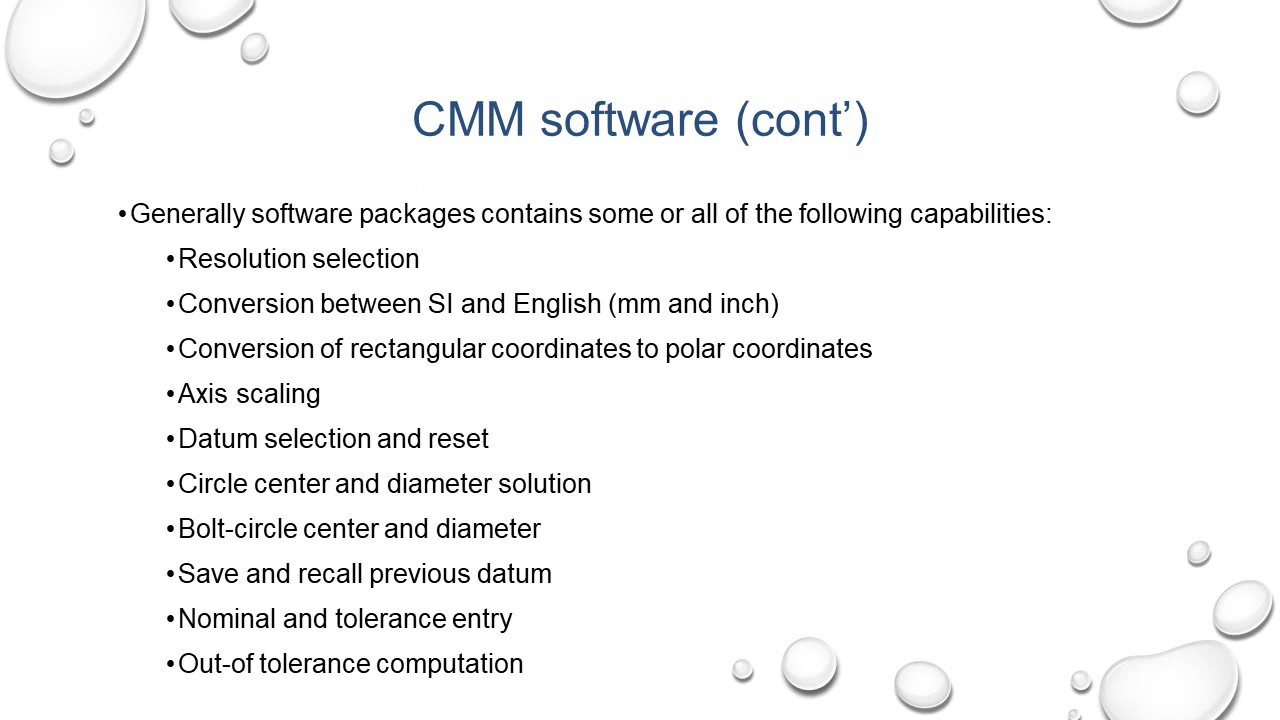 CMM software (cont’)
•Generally software packages contains some or all of the following capabilities:
•Resolution selection
•Conversion between SI and English (mm and inch)
•Conversion of rectangular coordinates to polar coordinates
•Axis scaling
•Datum selection and reset
•Circle center and diameter solution
•Bolt-circle center and diameter
•Save and recall previous datum
•Nominal and tolerance entry
•Out-of tolerance computation